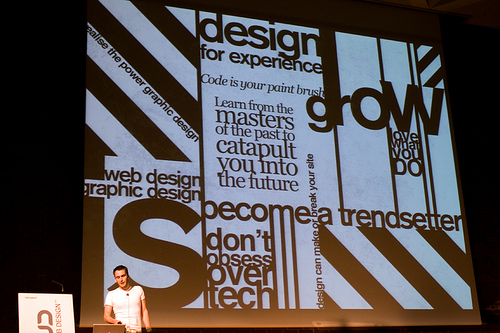 design
for experience
realise the power graphic design
Code is your paint brush
Learn from the
masters
of the past to
catapult
you into
the future
grow
love
what
you
DO
web design
graphic design
S
become a trendsetter
design can make or break your site
don't
obsess
over
tech
B DESIGN